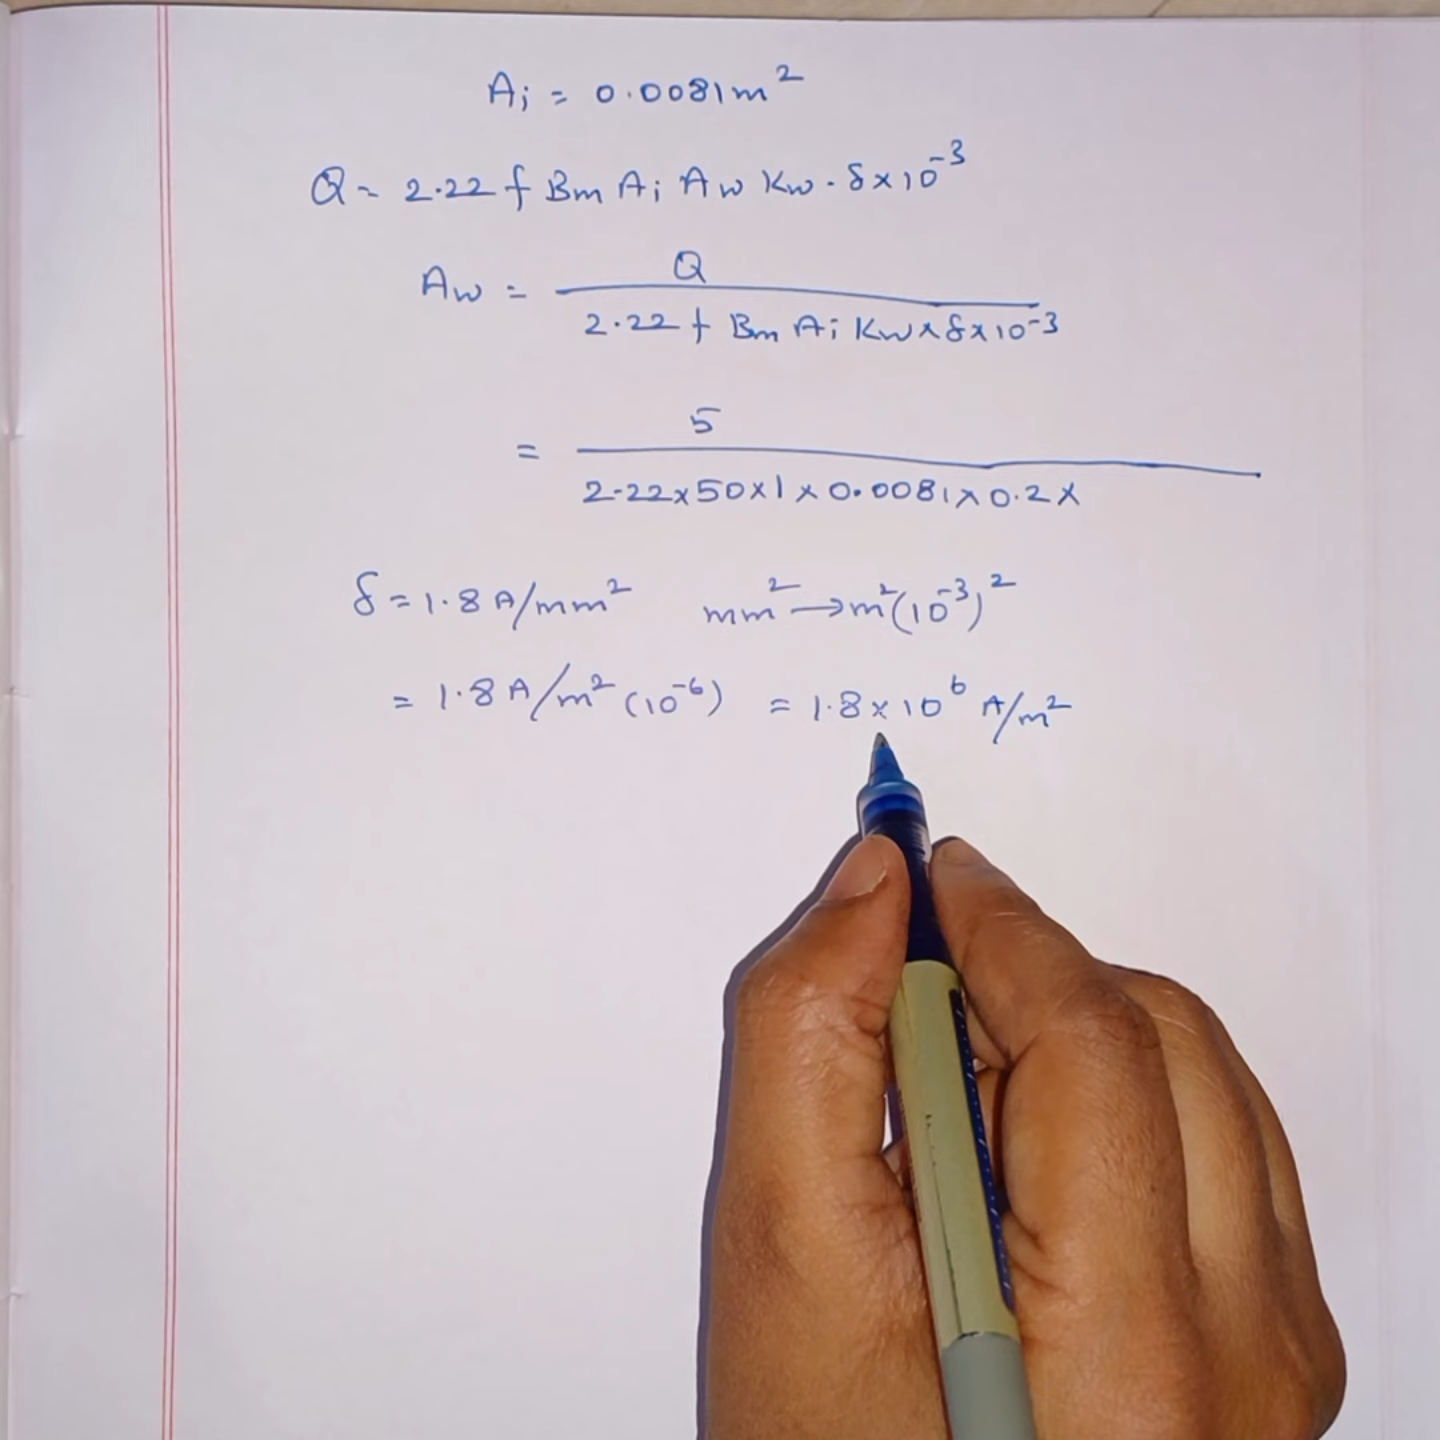 Ai = 0.0081m²
Q = 2.22 f Bm Ai Aw Kw . δ x 10⁻³
Aw = Q / 2.22 f Bm Ai Kw x δ x 10⁻³
= 5 / 2.22 x 50 x 1 x 0.0081 x 0.2 x
δ = 1.8 A/mm² mm² → m² (10⁻³)²
= 1.8 A/m² (10⁻⁶) = 1.8 x 10⁶ A/m²